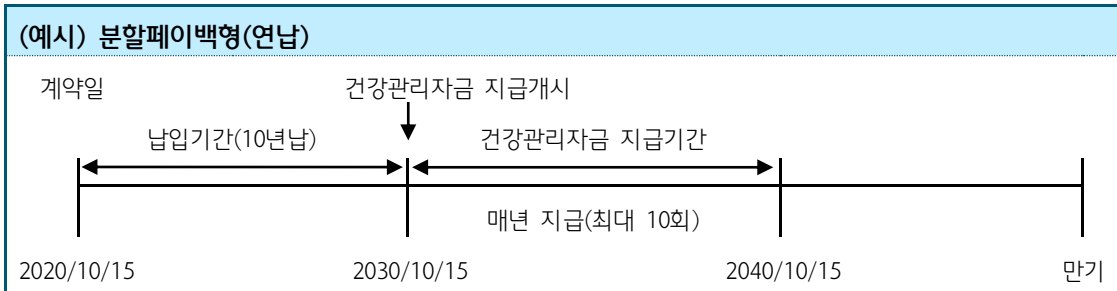 (예시) 분할페이백형(연납)
계약일 건강관리자금 지급개시
납입기간(10년납) 건강관리자금 지급기간
매년 지급(최대 10회)
2020/10/15 2030/10/15 2040/10/15 만기